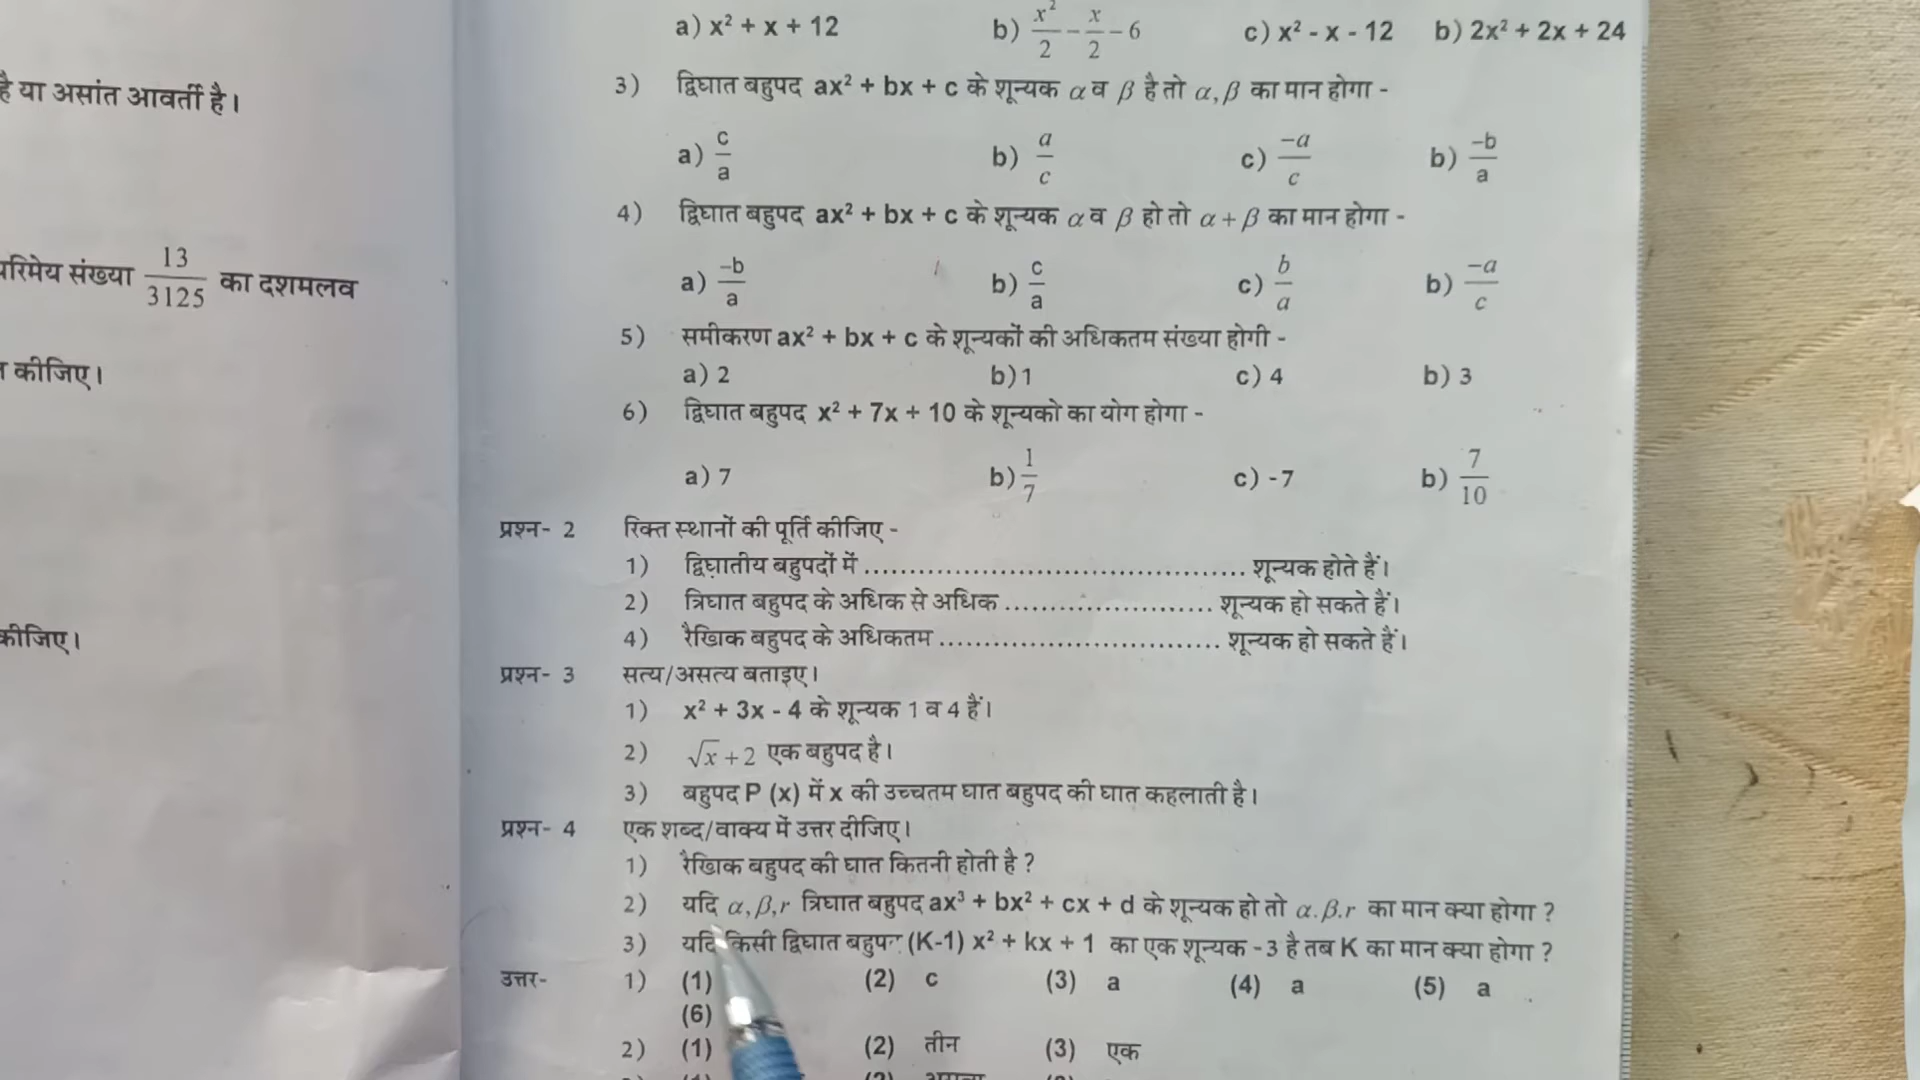 है या असांत आवर्ती है।
परिमेय संख्या 13/3125 का दशमलव
कीजिए।
कीजिए।
a) x² + x + 12 b) x²/2 - x/2 - 6 c) x² - x - 12 b) 2x² + 2x + 24
3) द्विघात बहुपद ax² + bx + c के शून्यक α व β है तो α, β का मान होगा -
a) c/a b) a/c c) -a/c b) -b/a
4) द्विघात बहुपद ax² + bx + c के शून्यक α व β हो तो α + β का मान होगा -
a) -b/a b) c/a c) b/a b) -a/c
5) समीकरण ax² + bx + c के शून्यकों की अधिकतम संख्या होगी -
a) 2 b) 1 c) 4 b) 3
6) द्विघात बहुपद x² + 7x + 10 के शून्यको का योग होगा -
a) 7 b) 1/7 c) -7 b) 7/10
प्रश्न- 2 रिक्त स्थानों की पूर्ति कीजिए -
1) द्विघातीय बहुपदों में ........................................ शून्यक होते हैं।
2) त्रिघात बहुपद के अधिक से अधिक ...................... शून्यक हो सकते हैं।
4) रैखिक बहुपद के अधिकतम ............................. शून्यक हो सकते हैं।
प्रश्न- 3 सत्य/असत्य बताइए।
1) x² + 3x - 4 के शून्यक 1 व 4 हैं।
2) √x + 2 एक बहुपद है।
3) बहुपद P (x) में x की उच्चतम घात बहुपद की घात कहलाती है।
प्रश्न- 4 एक शब्द/वाक्य में उत्तर दीजिए।
1) रैखिक बहुपद की घात कितनी होती है ?
2) यदि α, β, r त्रिघात बहुपद ax³ + bx² + cx + d के शून्यक हो तो α.β.r का मान क्या होगा ?
3) यदि किसी द्विघात बहुपद (K-1) x² + kx + 1 का एक शून्यक -3 है तब K का मान क्या होगा ?
उत्तर- 1) (1) (2) c (3) a (4) a (5) a
(6)
2) (1) (2) तीन (3) एक